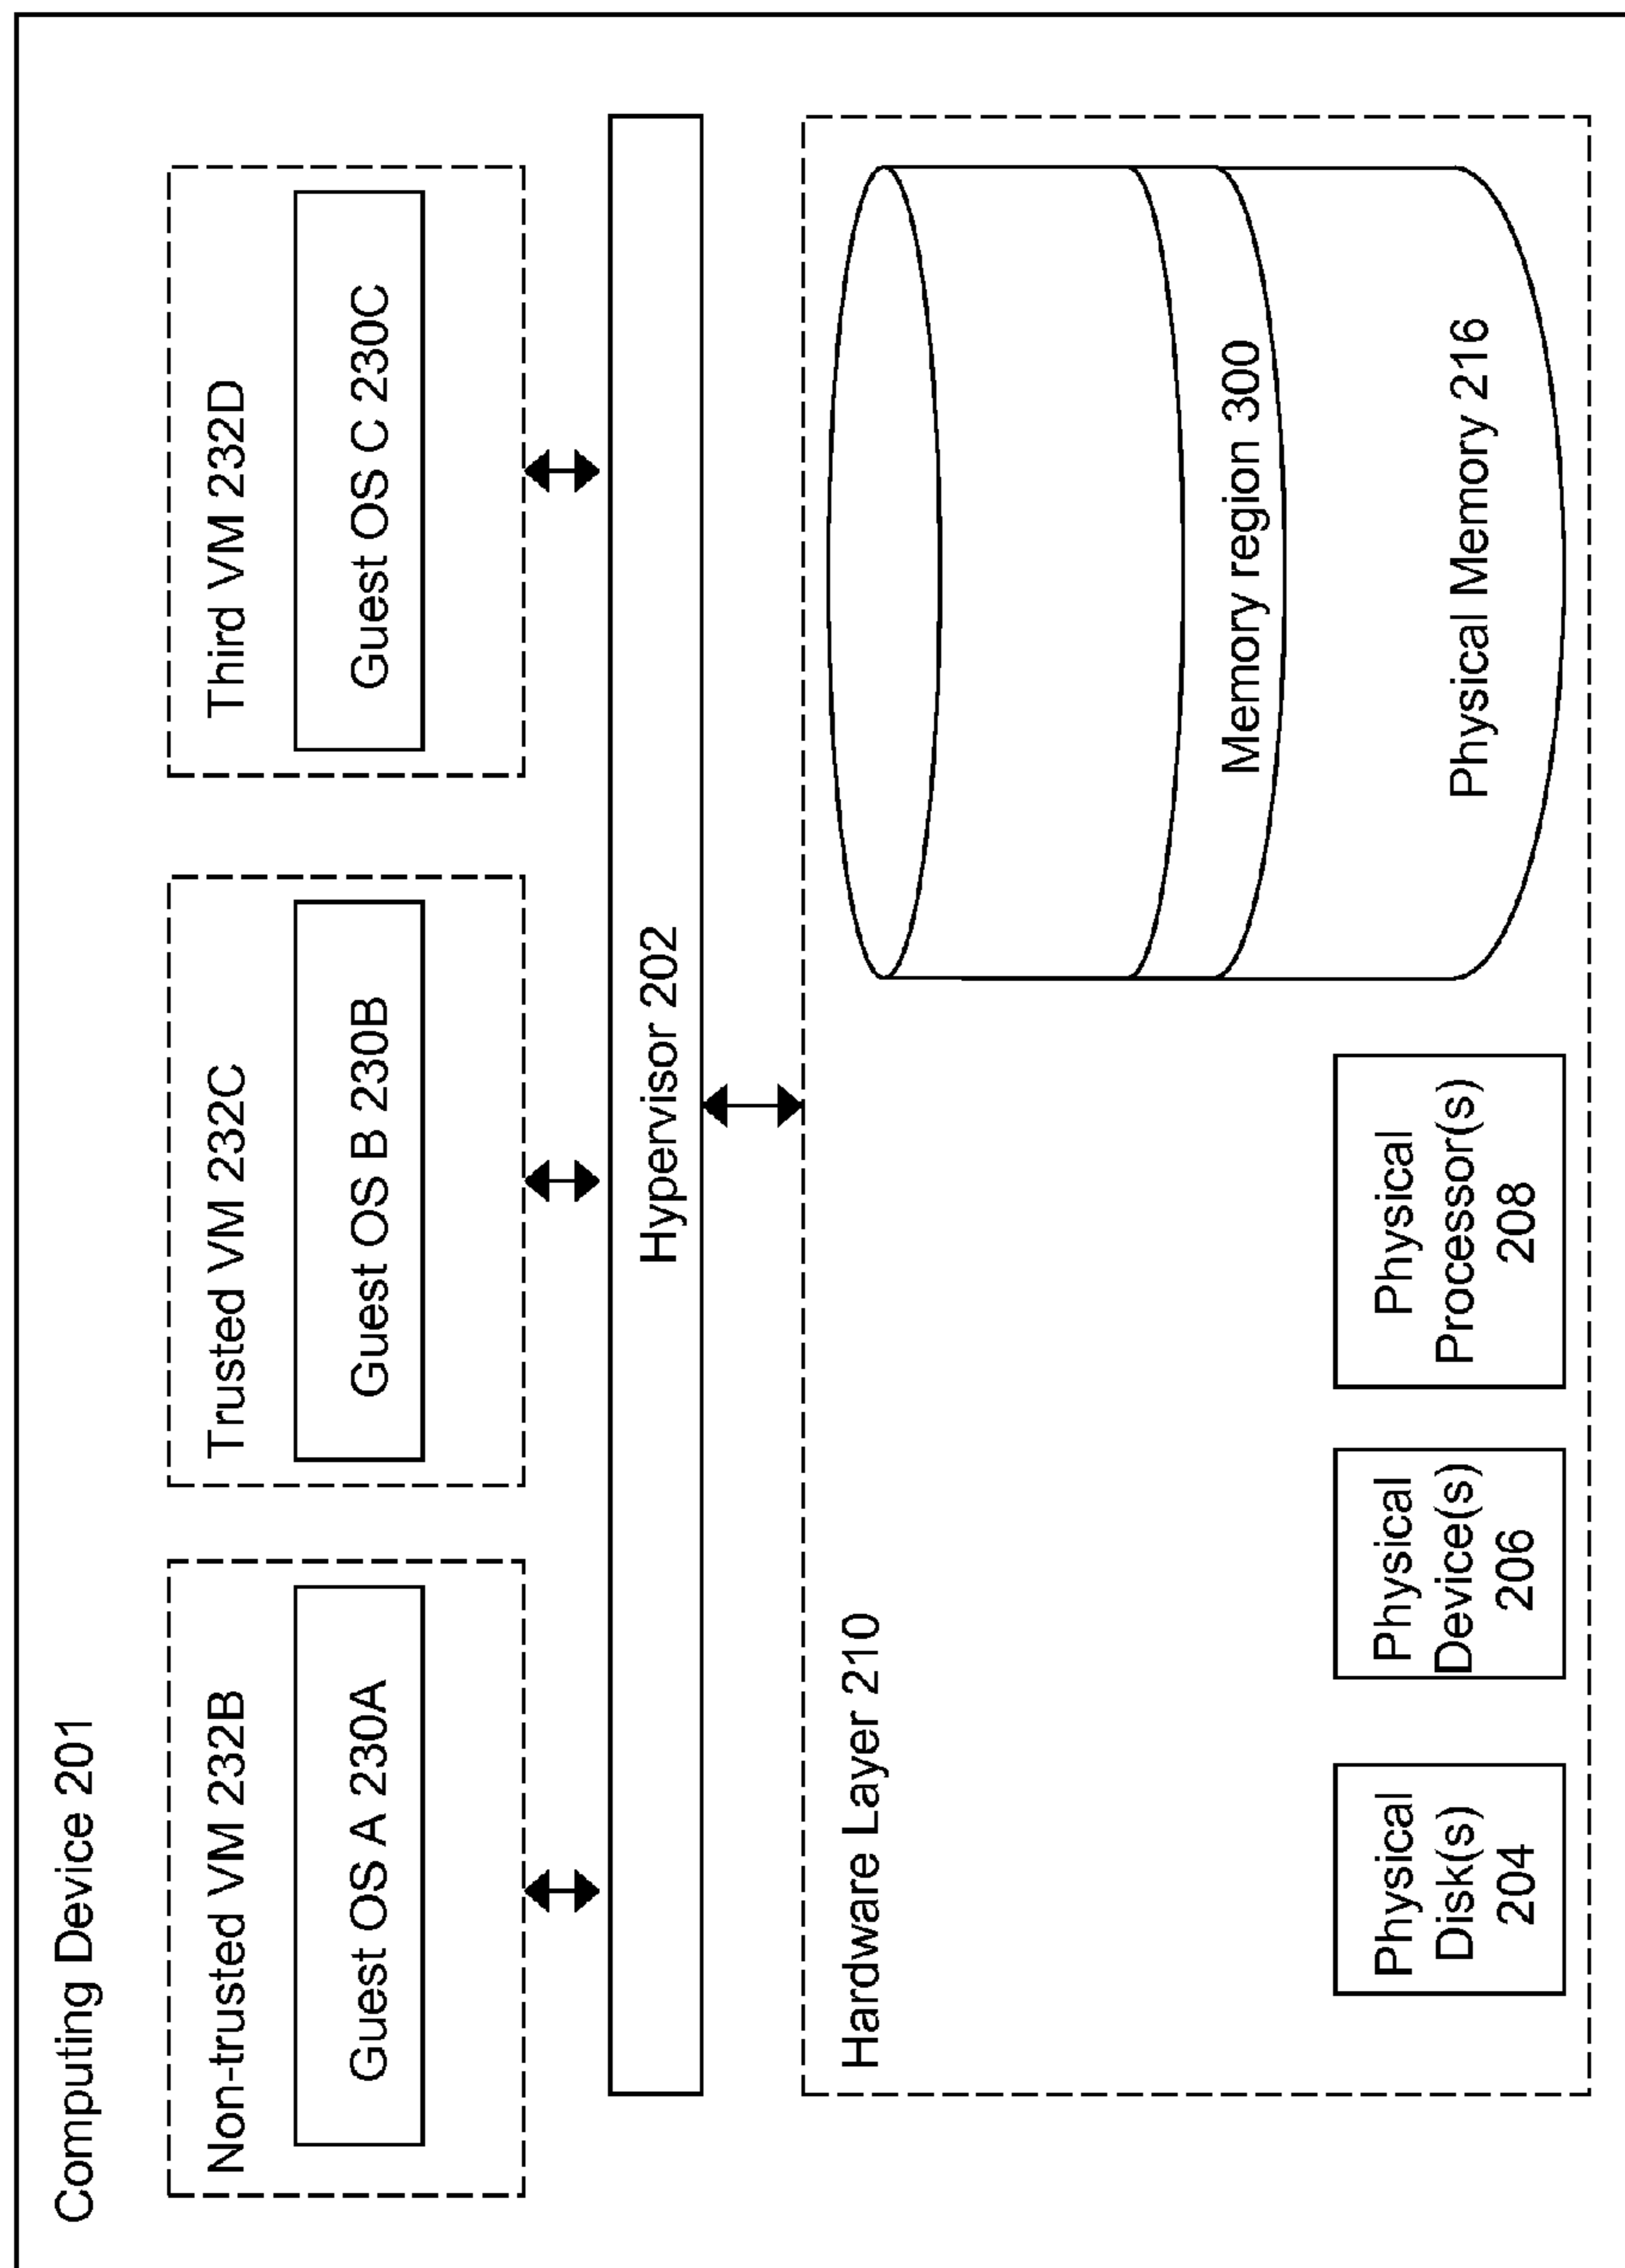 Computing Device 201
Non-trusted VM 232B
Guest OS A 230A
Trusted VM 232C
Guest OS B 230B
Third VM 232D
Guest OS C 230C
Hypervisor 202
Hardware Layer 210
Physical
Disk(s)
204
Physical
Device(s)
206
Physical
Processor(s)
208
Memory region 300
Physical Memory 216